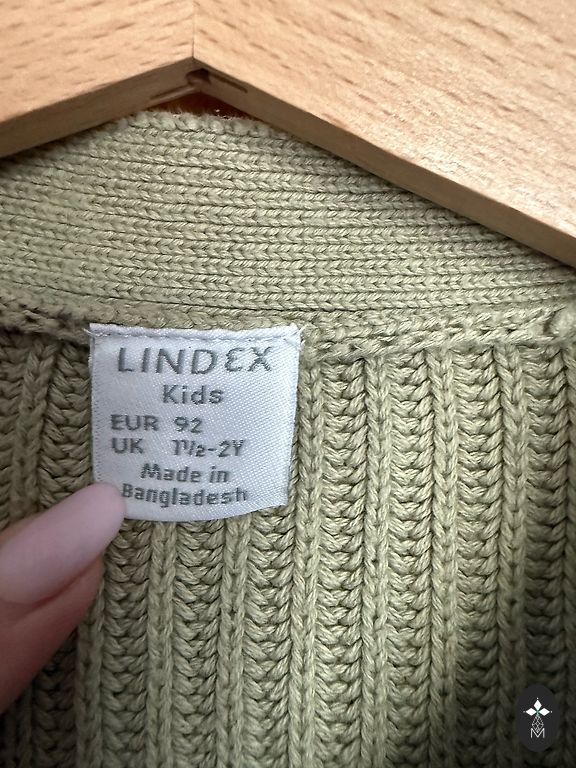 LINDEX
Kids
EUR 92
UK 1½-2Y
Made in
Bangladesh
M